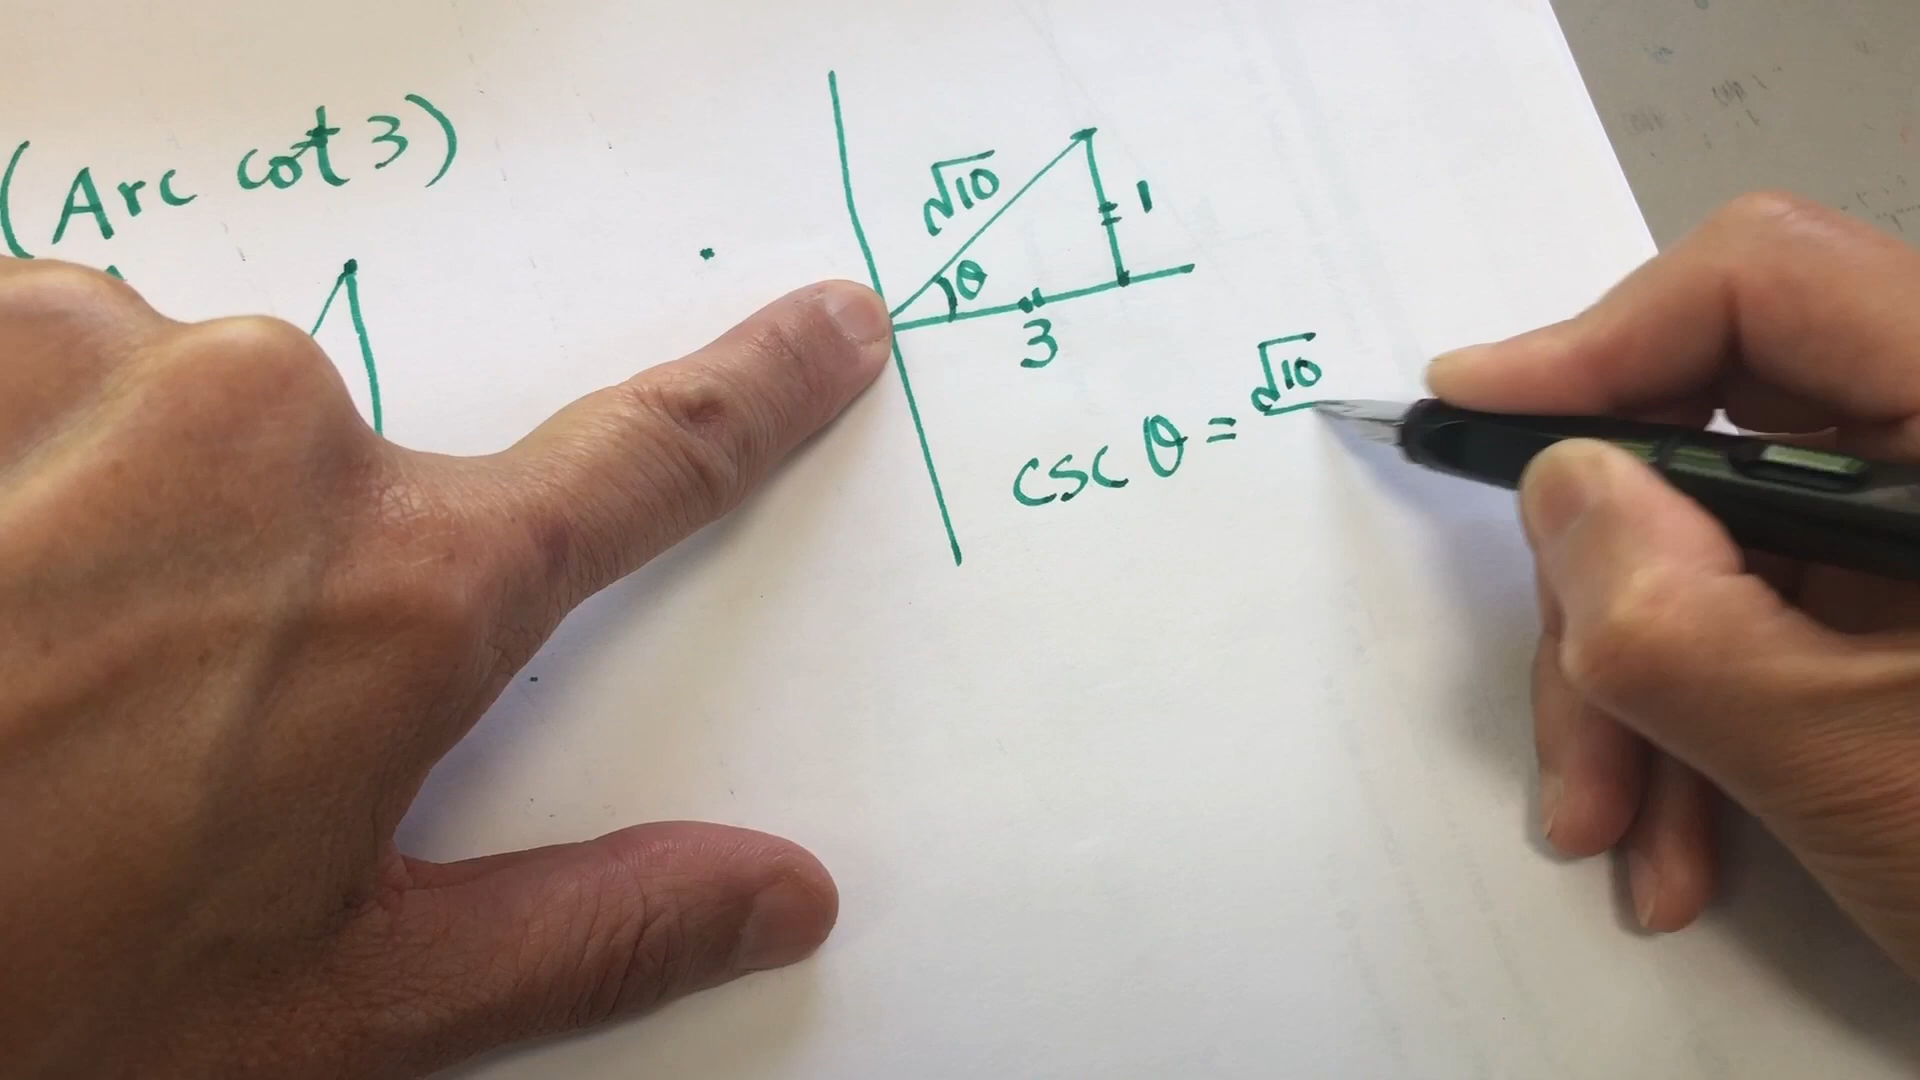 (Arc cot 3)
√10
1
θ
3
csc θ = √10